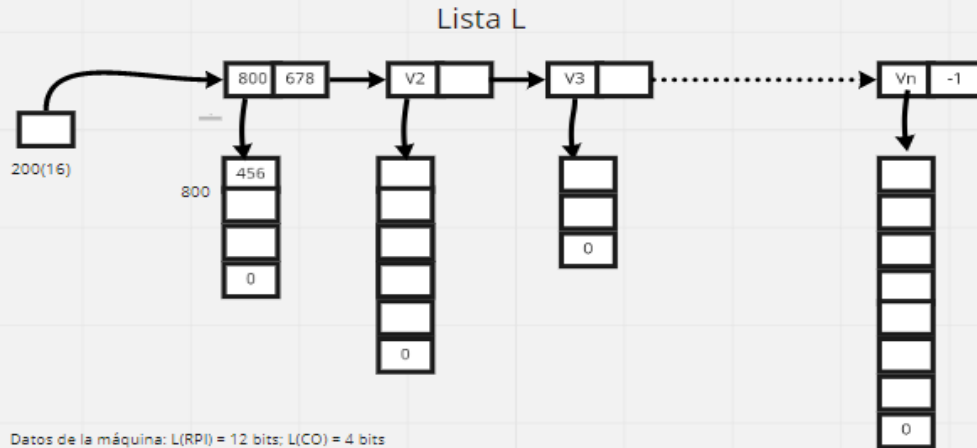 Lista L
800 678 V2 V3 Vn -1
200(16)
456
800
0
0
0
0
Datos de la máquina: L(RPI) = 12 bits; L(CO) = 4 bits